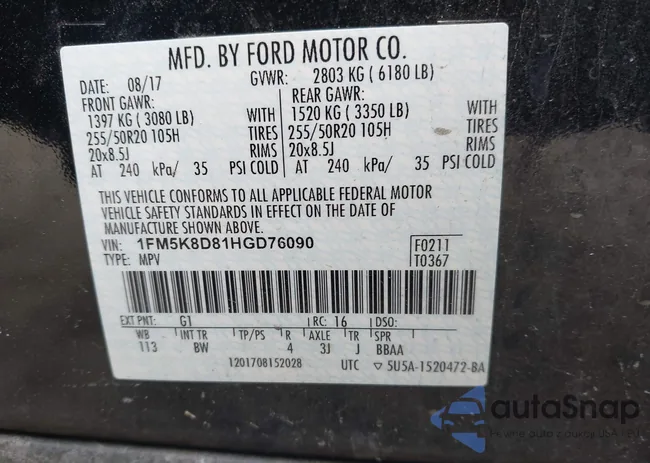 MFD. BY FORD MOTOR CO.
DATE: 08/17 GVWR: 2803 KG ( 6180 LB)
FRONT GAWR: REAR GAWR:
1397 KG ( 3080 LB) WITH 1520 KG ( 3350 LB) WITH
255/50R20 105H TIRES 255/50R20 105H TIRES
20x8.5J RIMS 20x8.5J RIMS
AT 240 kPa/ 35 PSI COLD AT 240 kPa/ 35 PSI COLD
THIS VEHICLE CONFORMS TO ALL APPLICABLE FEDERAL MOTOR
VEHICLE SAFETY STANDARDS IN EFFECT ON THE DATE OF
MANUFACTURE SHOWN ABOVE.
VIN: 1FM5K8D81HGD76090 F0211
TYPE: MPV T0367
EXT PNT: G1 RC: 16 DSO:
WB INT TR TP/PS R AXLE TR SPR
113 BW 4 3J J BBAA
1201708152028 UTC ▽ 5U5A-1520472-BA
autoSnap